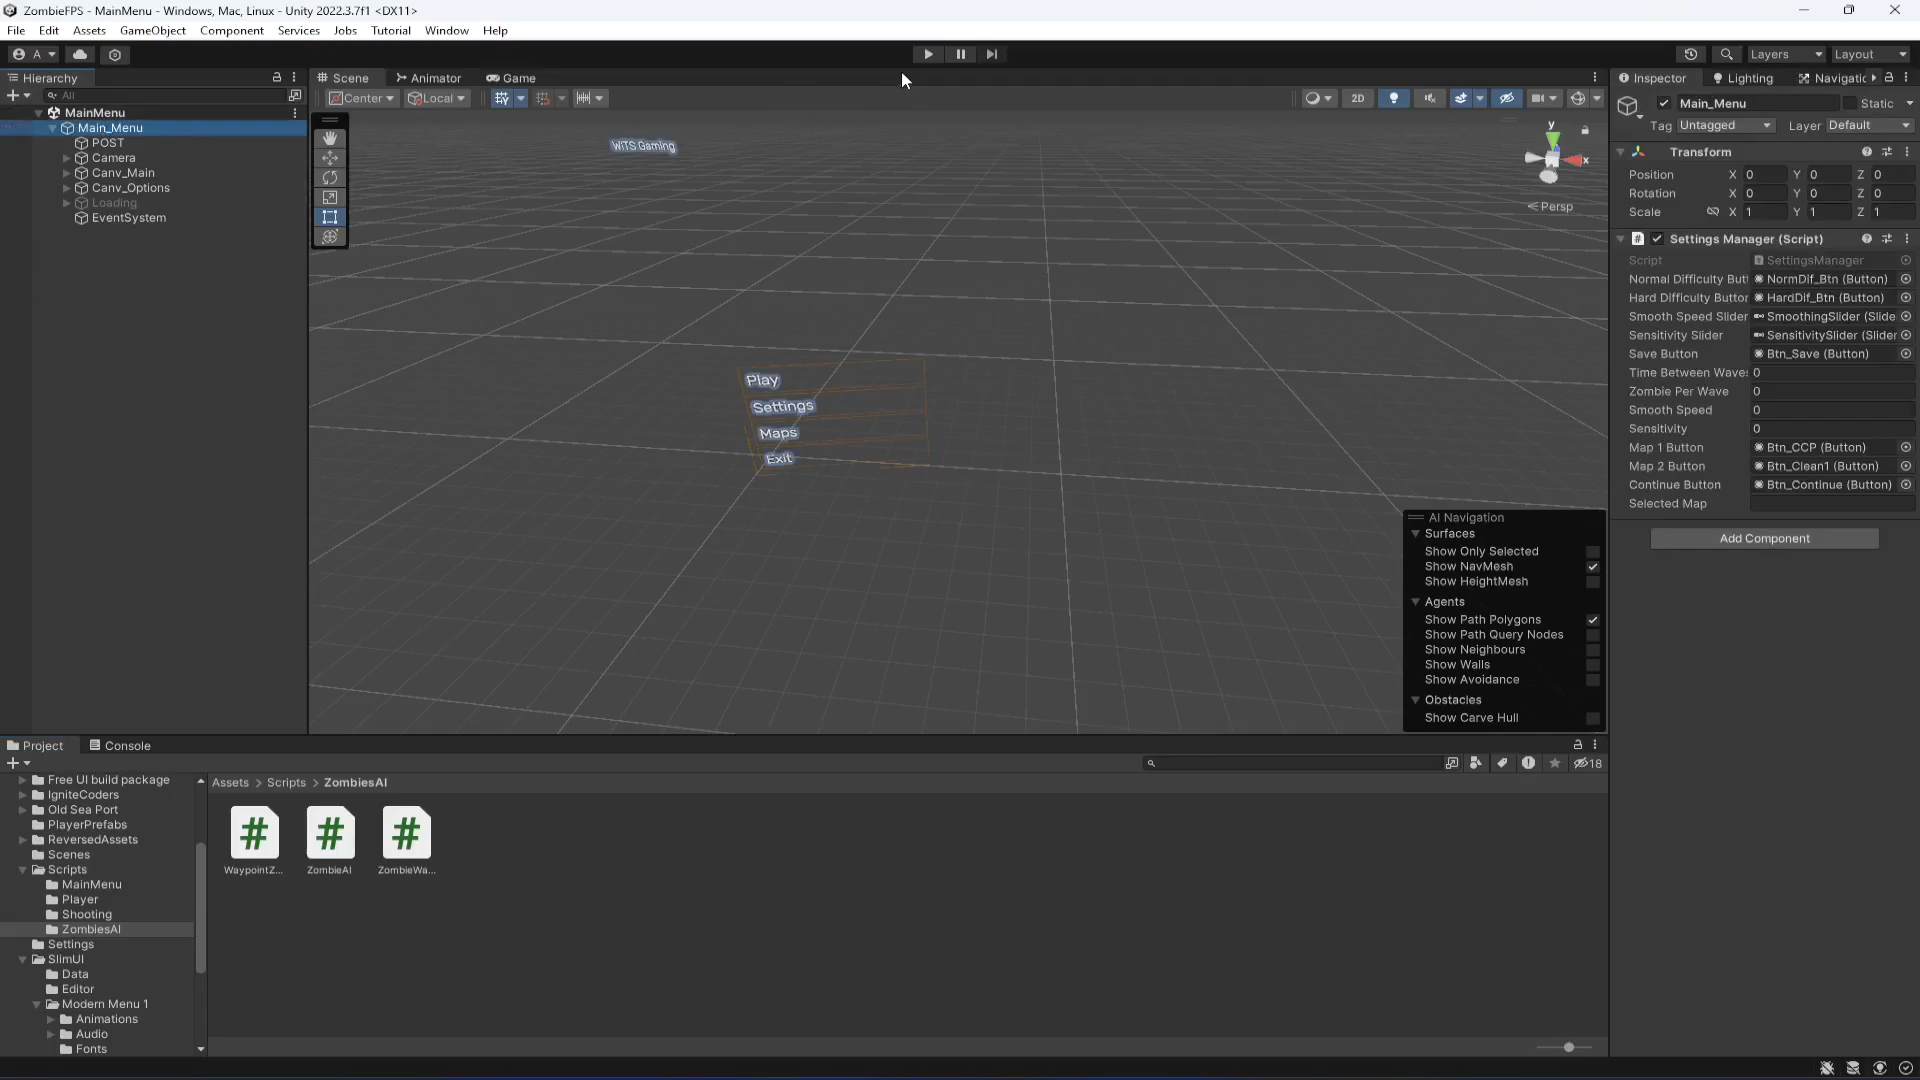 ZombieFPS - MainMenu - Windows, Mac, Linux - Unity 2022.3.7f1 <DX11>
File Edit Assets GameObject Component Services Jobs Tutorial Window Help
A Layers Layout
Hierarchy
All
MainMenu
Main_Menu
POST
Camera
Canv_Main
Canv_Options
Loading
EventSystem
Scene Animator Game
Center Local 2D
WiTS Gaming
y
x
Persp
Play
Settings
Maps
Exit
AI Navigation
Surfaces
Show Only Selected
Show NavMesh
Show HeightMesh
Agents
Show Path Polygons
Show Path Query Nodes
Show Neighbours
Show Walls
Show Avoidance
Obstacles
Show Carve Hull
Inspector Lighting Navigatic
Main_Menu Static
Tag Untagged Layer Default
Transform
Position X 0 Y 0 Z 0
Rotation X 0 Y 0 Z 0
Scale X 1 Y 1 Z 1
# Settings Manager (Script)
Script SettingsManager
Normal Difficulty Butt NormDif_Btn (Button)
Hard Difficulty Button HardDif_Btn (Button)
Smooth Speed Slider SmoothingSlider (Slide
Sensitivity Slider SensitivitySlider (Slider
Save Button Btn_Save (Button)
Time Between Waves 0
Zombie Per Wave 0
Smooth Speed 0
Sensitivity 0
Map 1 Button Btn_CCP (Button)
Map 2 Button Btn_Clean1 (Button)
Continue Button Btn_Continue (Button)
Selected Map
Add Component
Project Console
18
Free UI build package
IgniteCoders
Old Sea Port
PlayerPrefabs
ReversedAssets
Scenes
Scripts
MainMenu
Player
Shooting
ZombiesAI
Settings
SlimUI
Data
Editor
Modern Menu 1
Animations
Audio
Fonts
Assets > Scripts > ZombiesAI
# # #
WaypointZ... ZombieAI ZombieWa...